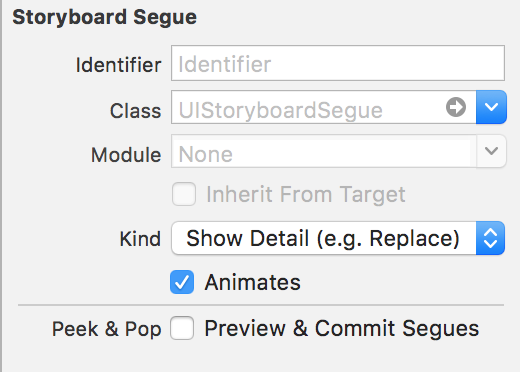 Storyboard Segue
Identifier Identifier
Class UIStoryboardSegue
Module None
Inherit From Target
Kind Show Detail (e.g. Replace)
Animates
Peek & Pop Preview & Commit Segues